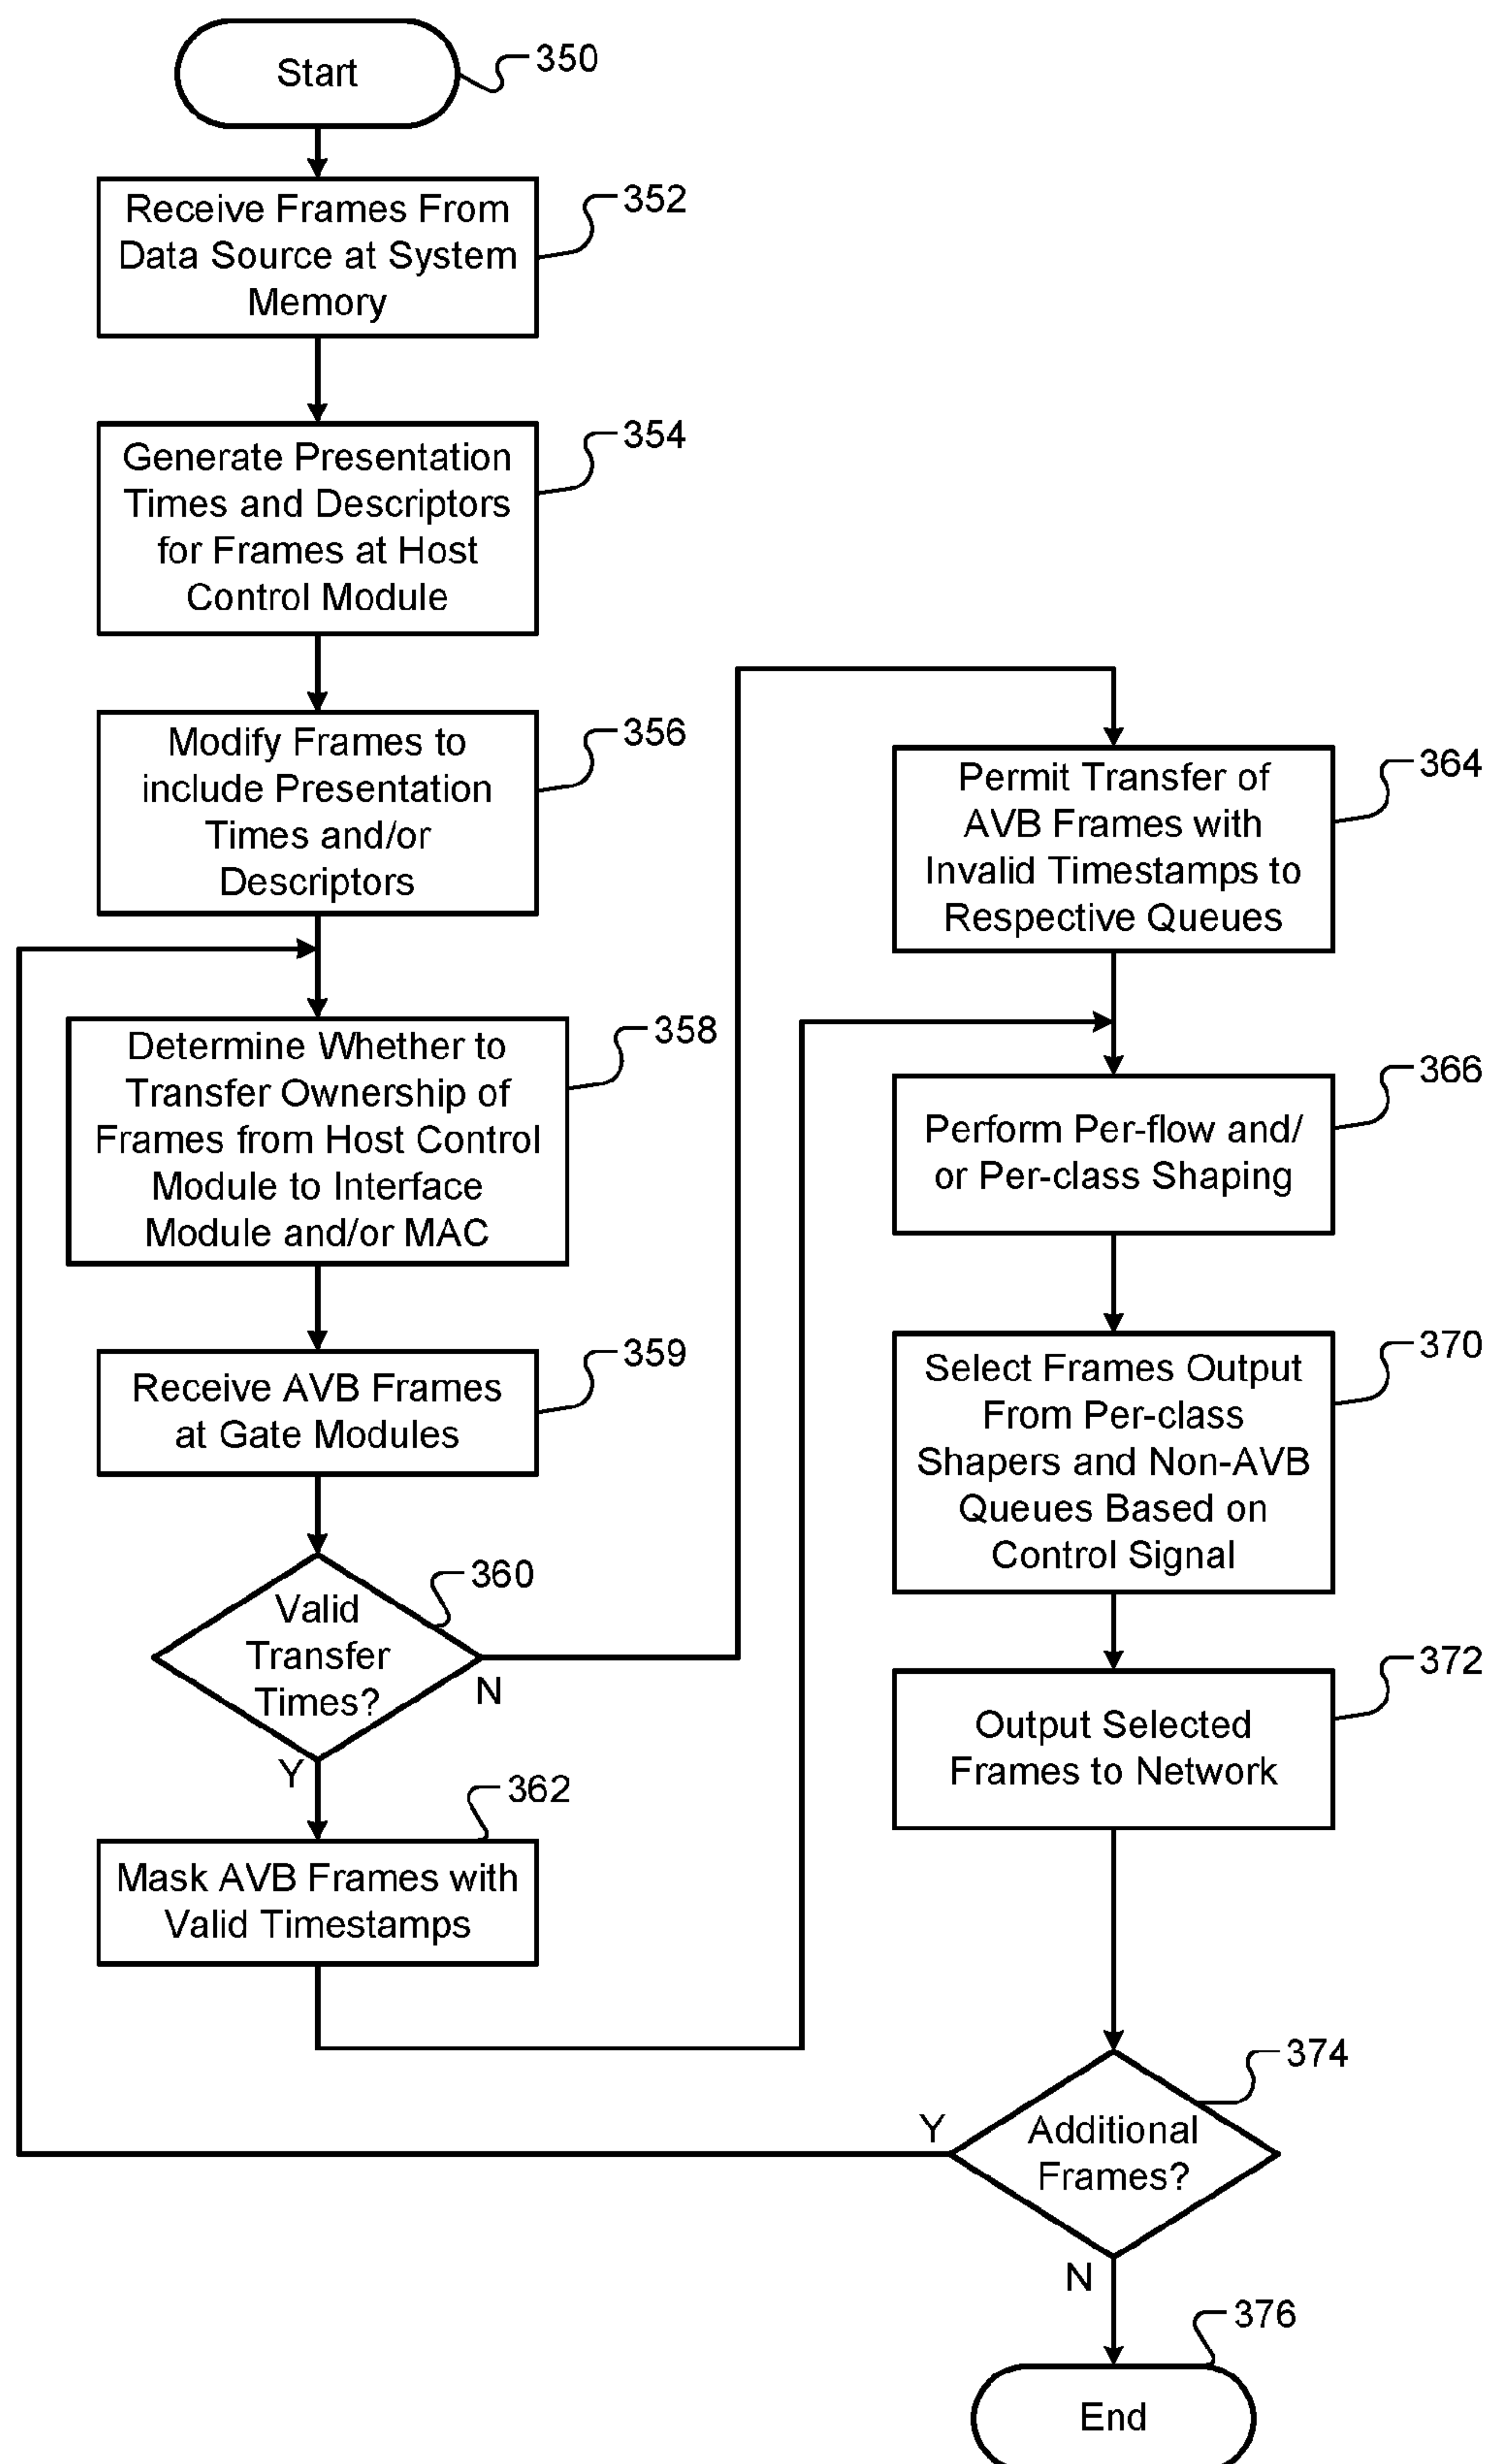 Start
350
Receive Frames From
Data Source at System
Memory
352
Generate Presentation
Times and Descriptors
for Frames at Host
Control Module
354
Modify Frames to
include Presentation
Times and/or
Descriptors
356
Determine Whether to
Transfer Ownership of
Frames from Host Control
Module to Interface
Module and/or MAC
358
Receive AVB Frames
at Gate Modules
359
Valid
Transfer
Times?
360
N
Y
Mask AVB Frames with
Valid Timestamps
362
Permit Transfer of
AVB Frames with
Invalid Timestamps to
Respective Queues
364
Perform Per-flow and/
or Per-class Shaping
366
Select Frames Output
From Per-class
Shapers and Non-AVB
Queues Based on
Control Signal
370
Output Selected
Frames to Network
372
Additional
Frames?
374
Y
N
End
376